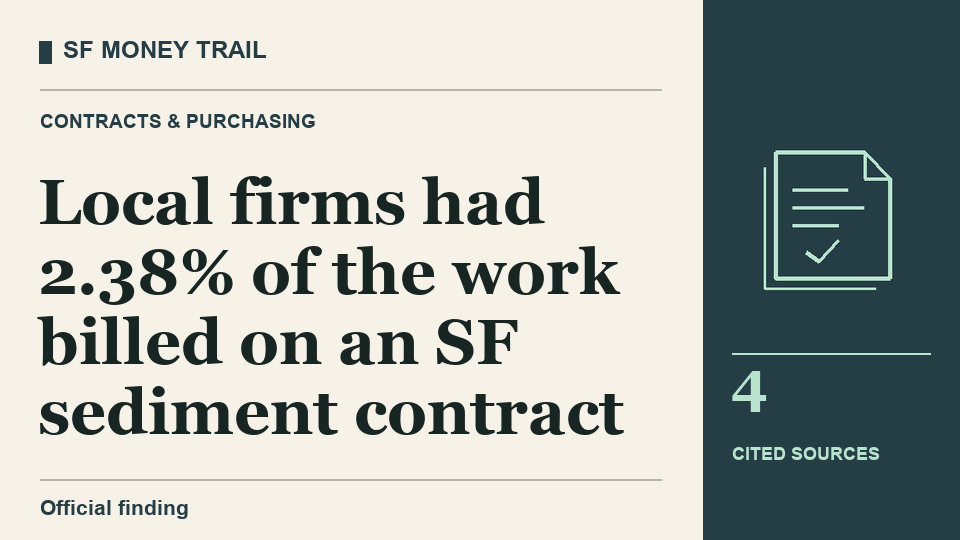 SF MONEY TRAIL
CONTRACTS & PURCHASING
Local firms had
2.38% of the work
billed on an SF
sediment contract
Official finding
4
CITED SOURCES